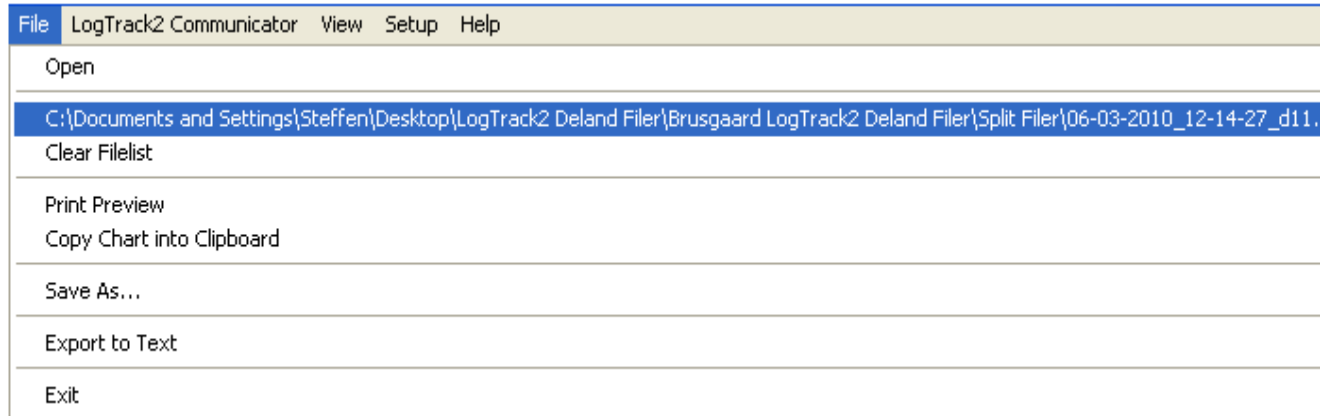 File LogTrack2 Communicator View Setup Help
Open
C:\Documents and Settings\Steffen\Desktop\LogTrack2 Deland Filer\Brusgaard LogTrack2 Deland Filer\Split Filer\06-03-2010_12-14-27_d11.
Clear Filelist
Print Preview
Copy Chart into Clipboard
Save As...
Export to Text
Exit